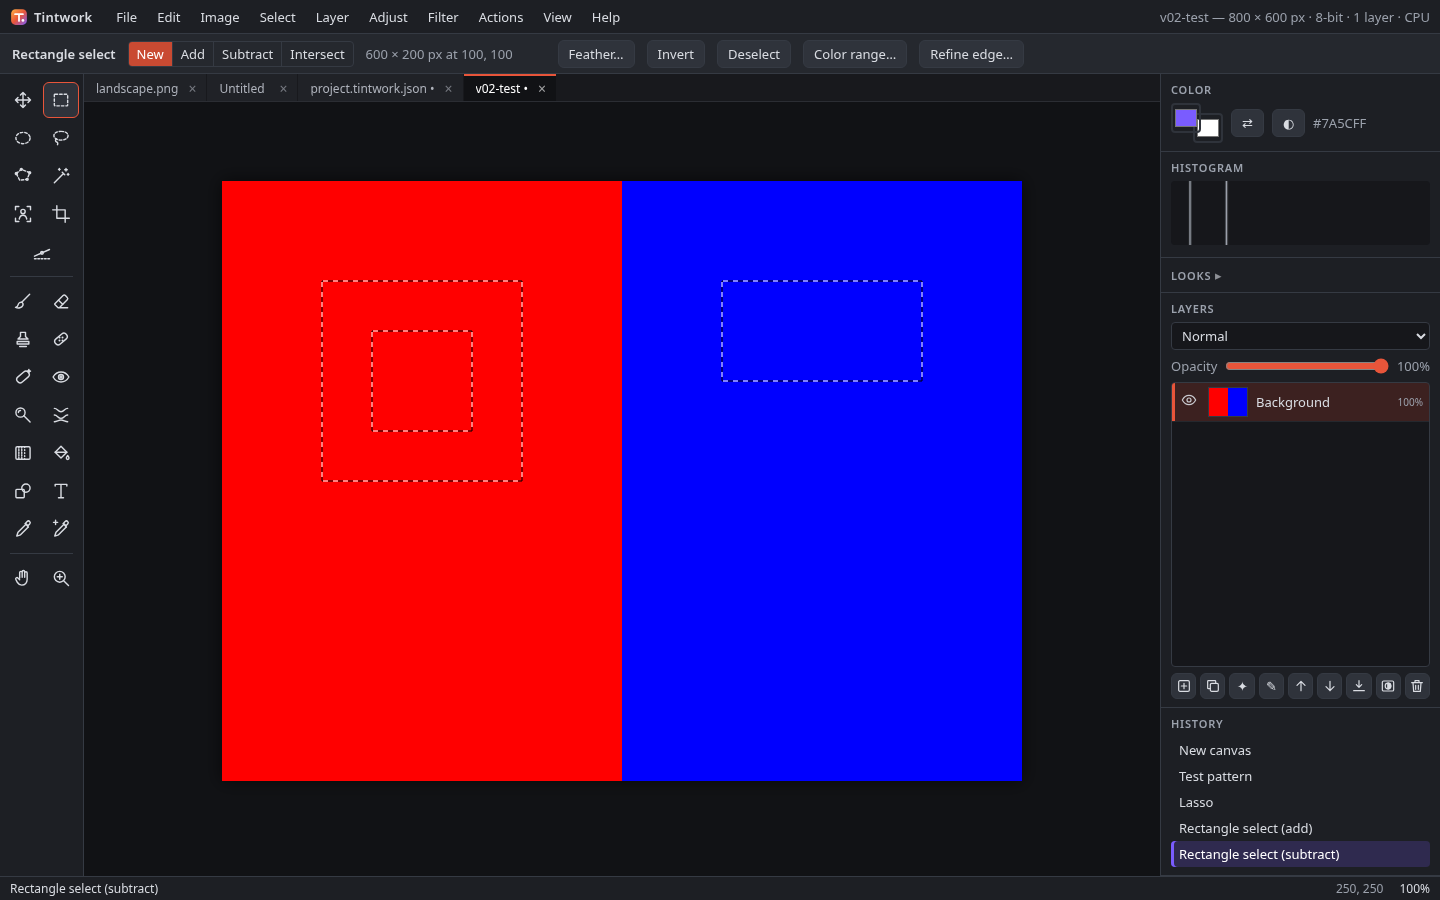 Tintwork File Edit Image Select Layer Adjust Filter Actions View Help v02-test — 800 × 600 px · 8-bit · 1 layer · CPU
Rectangle select New Add Subtract Intersect 600 × 200 px at 100, 100 Feather... Invert Deselect Color range... Refine edge...
landscape.png × Untitled × project.tintwork.json • × v02-test • ×
COLOR
#7A5CFF
HISTOGRAM
LOOKS ▸
LAYERS
Normal
Opacity 100%
Background 100%
HISTORY
New canvas
Test pattern
Lasso
Rectangle select (add)
Rectangle select (subtract)
Rectangle select (subtract) 250, 250 100%